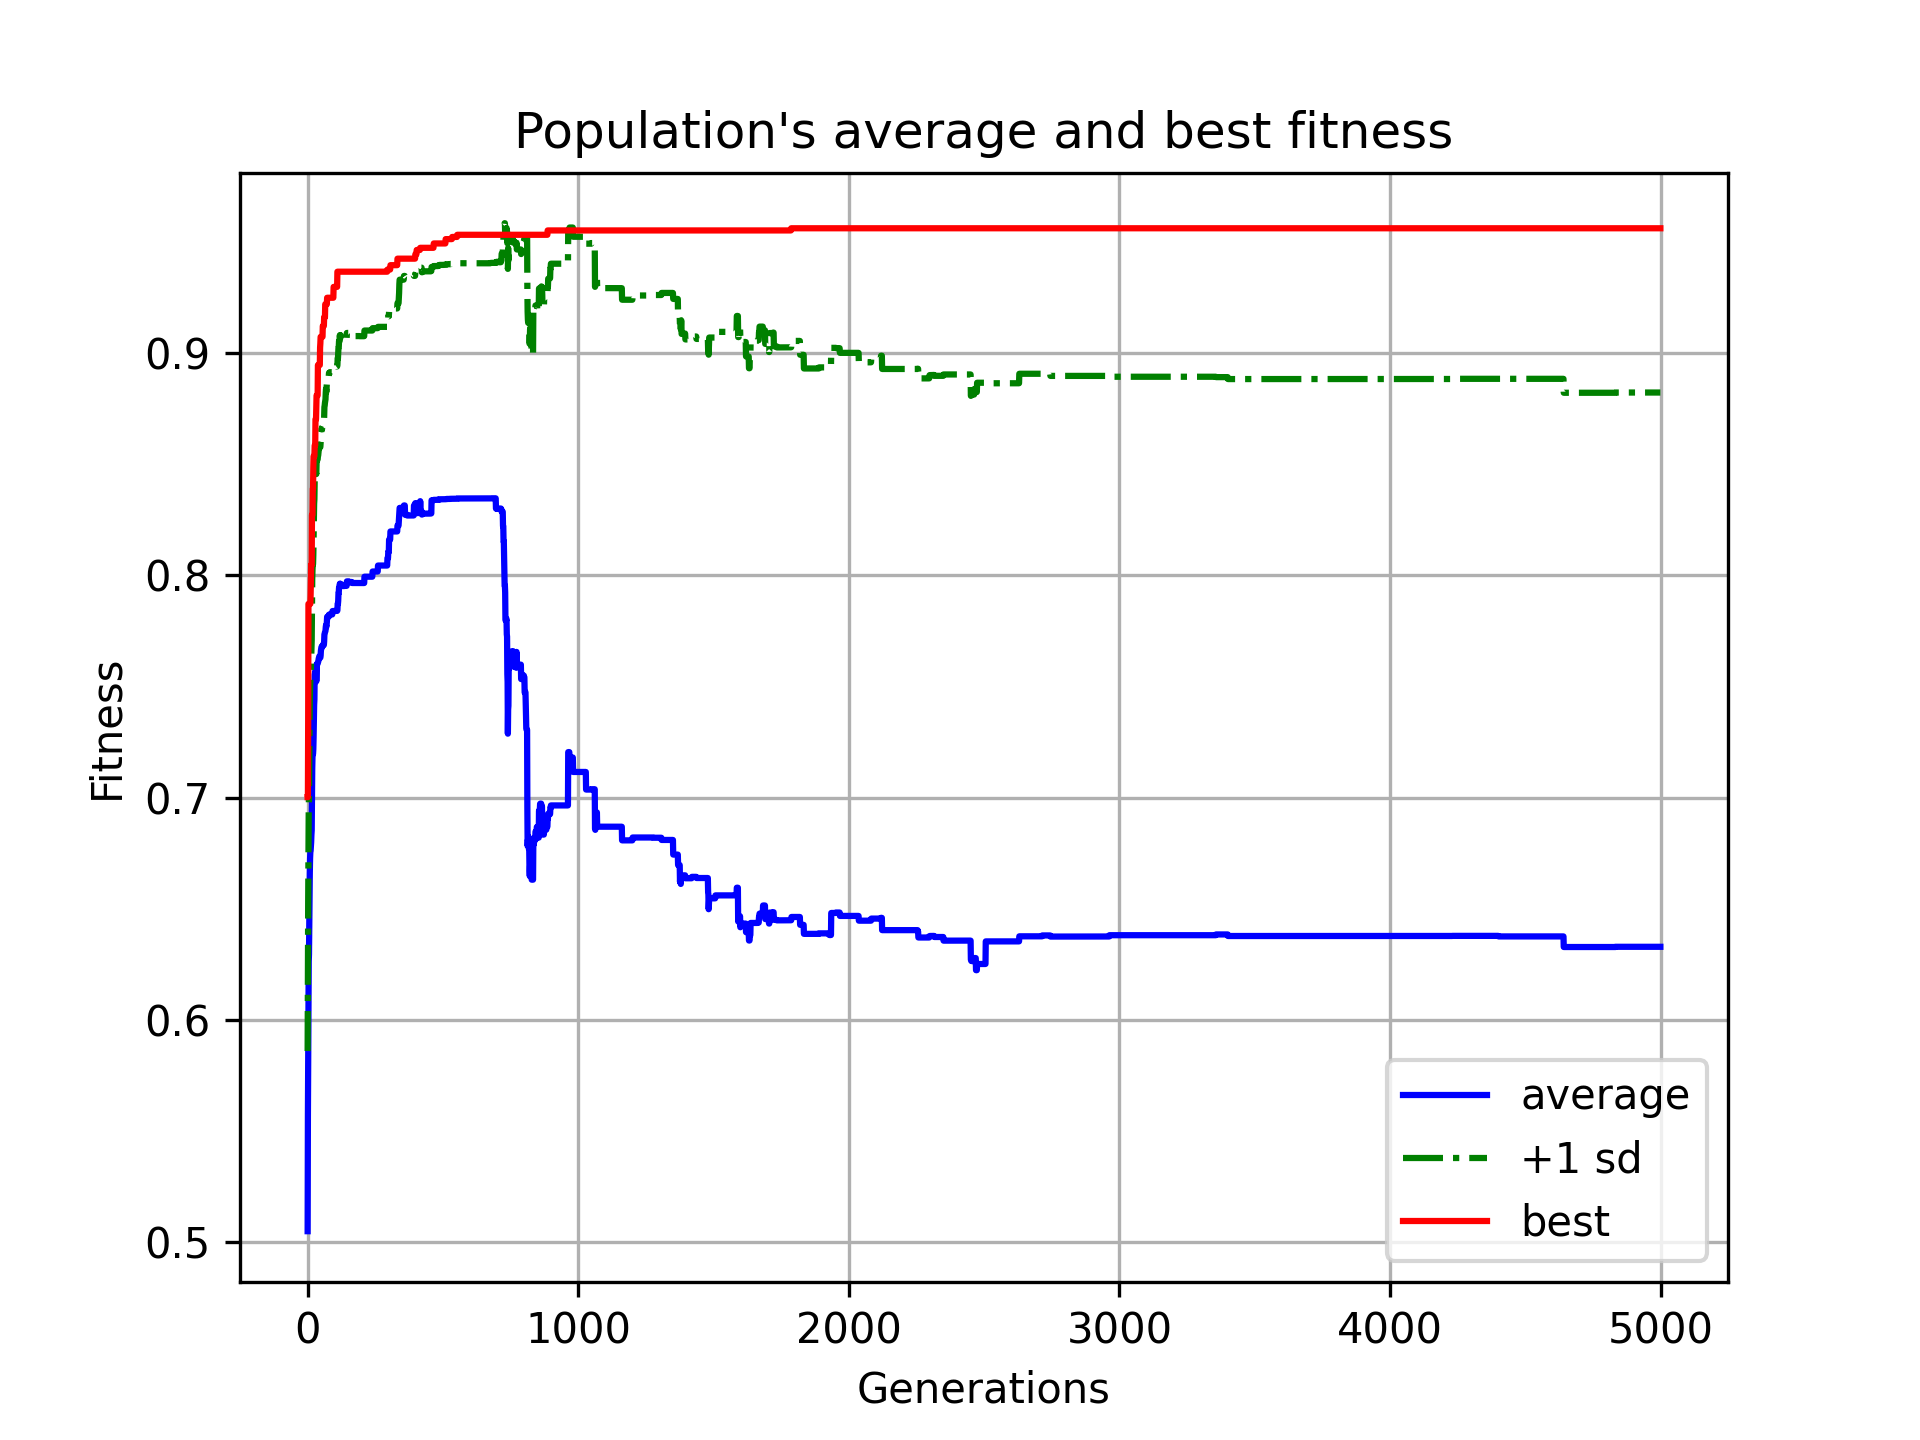 Population's average and best fitness
Fitness
0.9
0.8
0.7
0.6
0.5
average
+1 sd
best
0 1000 2000 3000 4000 5000
Generations